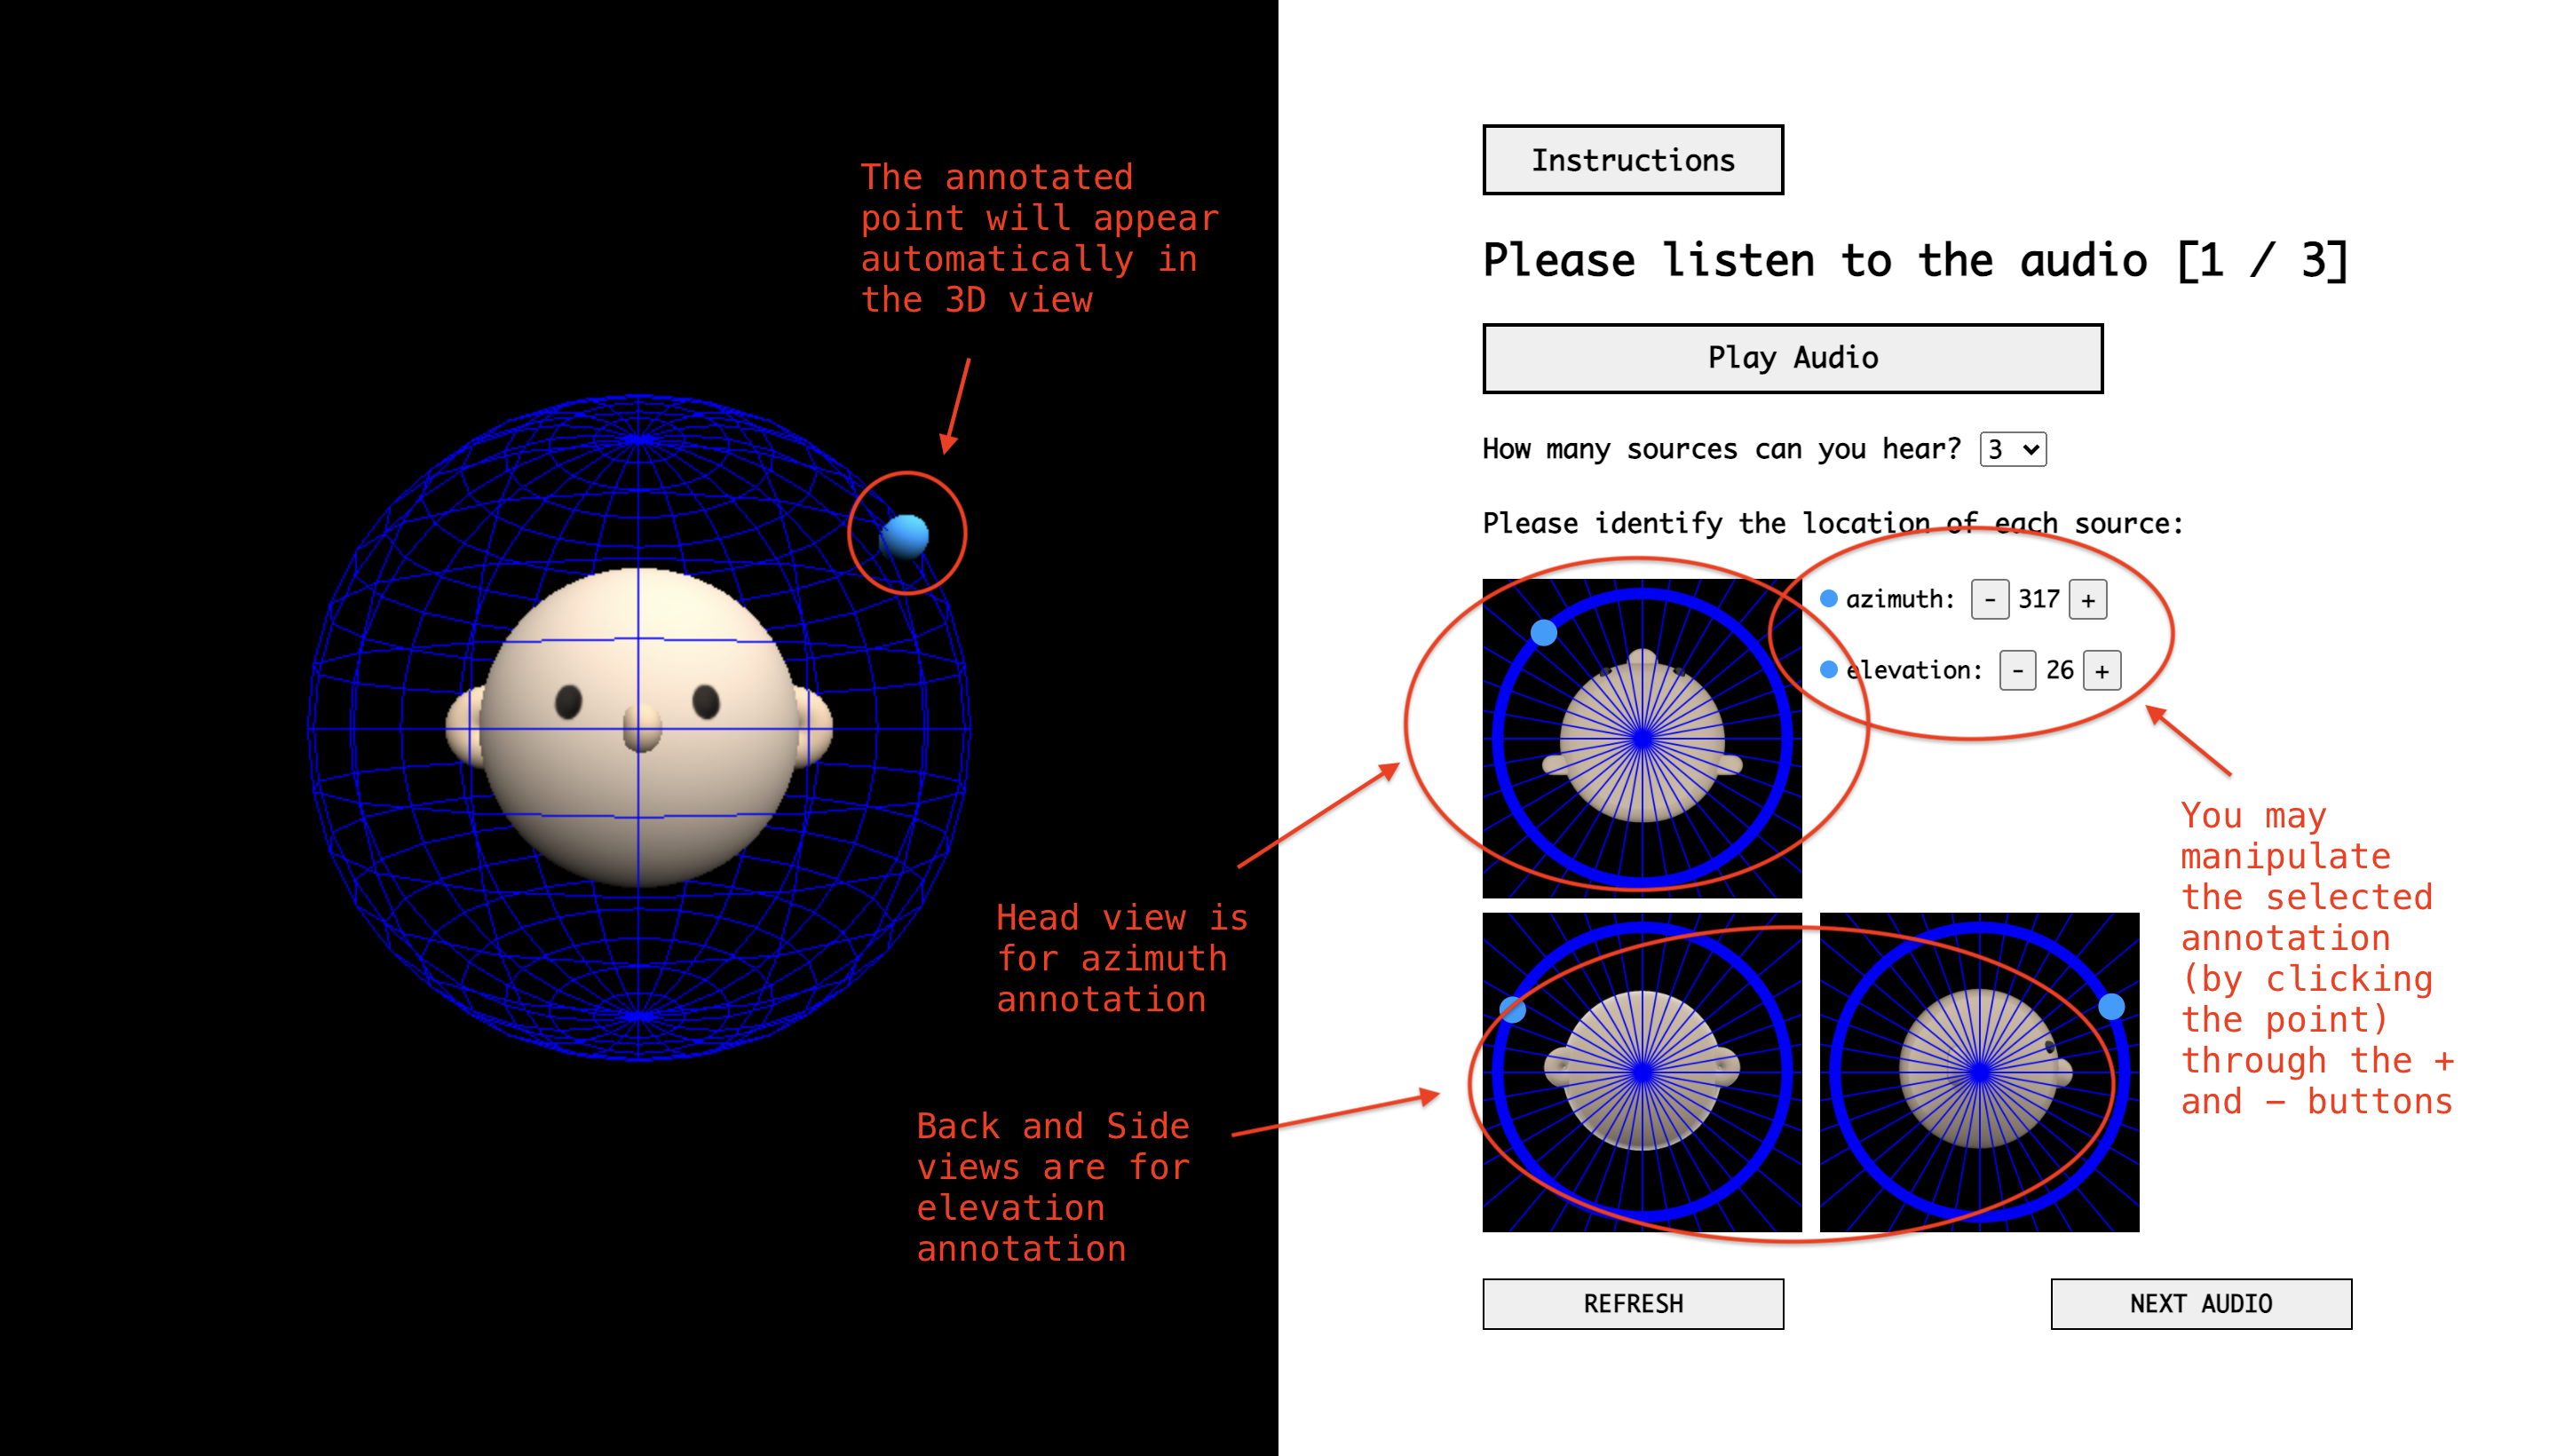 The annotated
point will appear
automatically in
the 3D view
Head view is
for azimuth
annotation
Back and Side
views are for
elevation
annotation
Instructions
Please listen to the audio [1 / 3]
Play Audio
How many sources can you hear? 3
Please identify the location of each source:
azimuth: - 317 +
elevation: - 26 +
You may
manipulate
the selected
annotation
(by clicking
the point)
through the +
and − buttons
REFRESH
NEXT AUDIO